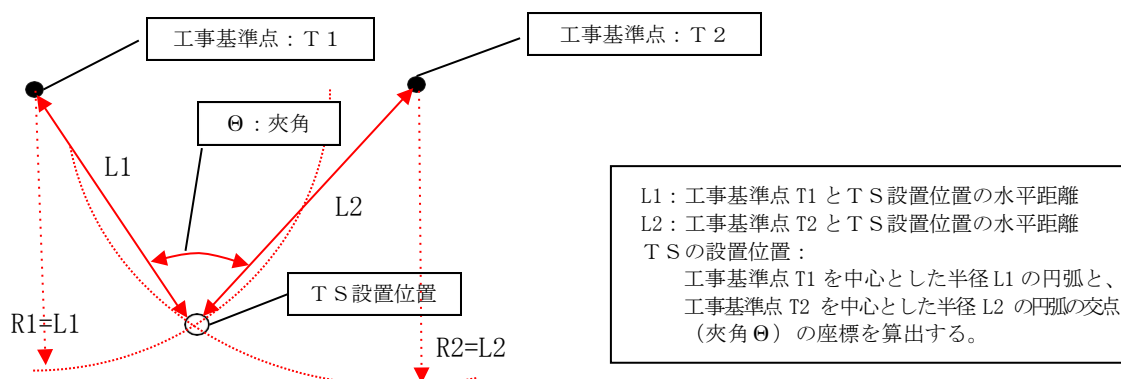 工事基準点：Ｔ１
工事基準点：Ｔ２
Θ：夾角
L1
L2
ＴＳ設置位置
R1=L1
R2=L2
L1：工事基準点 T1 とＴＳ設置位置の水平距離
L2：工事基準点 T2 とＴＳ設置位置の水平距離
ＴＳの設置位置：
工事基準点 T1 を中心とした半径 L1 の円弧と、
工事基準点 T2 を中心とした半径 L2 の円弧の交点
（夾角Θ）の座標を算出する。